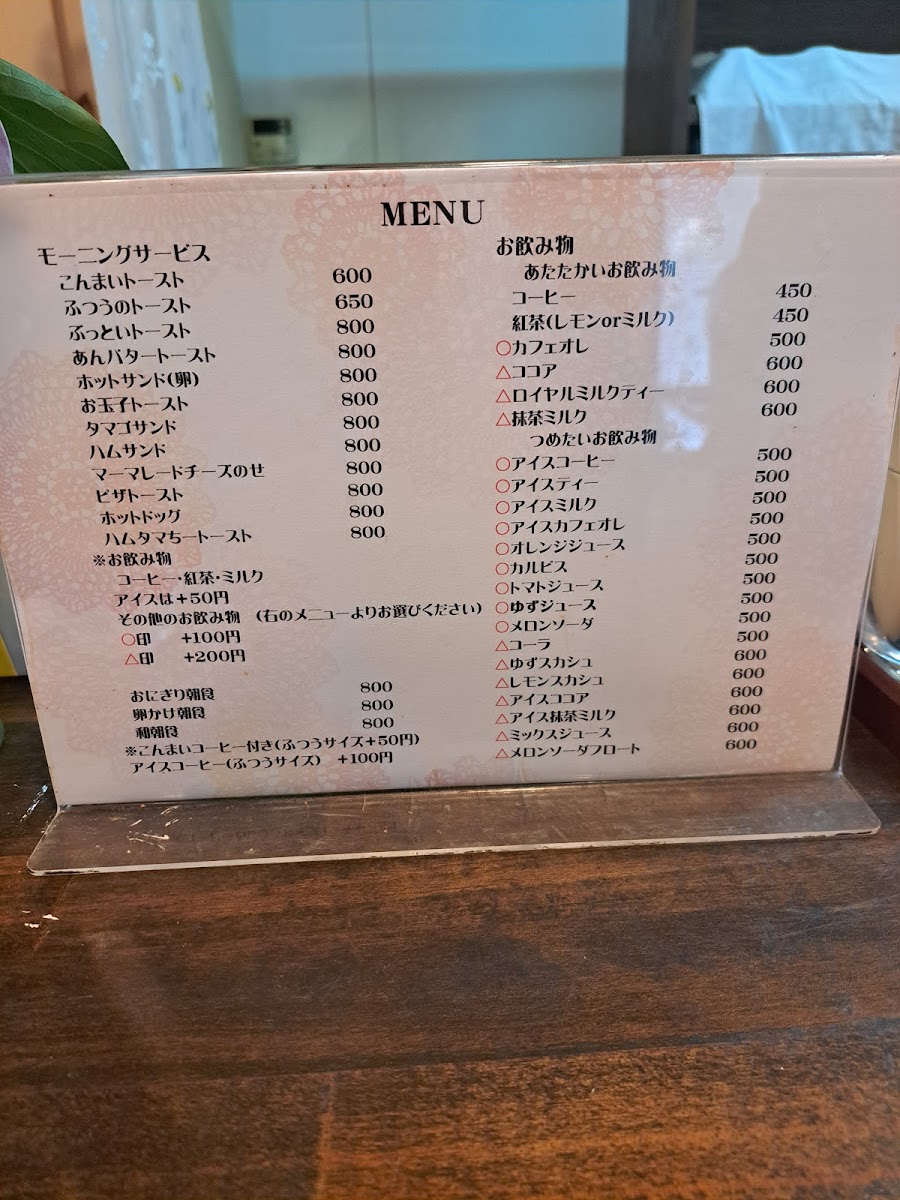 MENU
モーニングサービス
こんまいトースト 600
ふつうのトースト 650
ぶっといトースト 800
あんバタートースト 800
ホットサンド(卵) 800
お玉子トースト 800
タマゴサンド 800
ハムサンド 800
マーマレードチーズのせ 800
ピザトースト 800
ホットドッグ 800
ハムタマちートースト 800
※お飲み物
コーヒー・紅茶・ミルク
アイスは+50円
その他のお飲み物 (右のメニューよりお選びください)
○印 +100円
△印 +200円
おにぎり朝食 800
卵かけ朝食 800
和朝食 800
※こんまいコーヒー付き(ふつうサイズ+50円)
アイスコーヒー(ふつうサイズ) +100円
お飲み物
あたたかいお飲み物
コーヒー 450
紅茶(レモンorミルク) 450
○カフェオレ 500
△ココア 600
△ロイヤルミルクティー 600
△抹茶ミルク 600
つめたいお飲み物
○アイスコーヒー 500
○アイスティー 500
○アイスミルク 500
○アイスカフェオレ 500
○オレンジジュース 500
○カルピス 500
○トマトジュース 500
○ゆずジュース 500
○メロンソーダ 500
△コーラ 500
△ゆずスカシュ 600
△レモンスカシュ 600
△アイスココア 600
△アイス抹茶ミルク 600
△ミックスジュース 600
△メロンソーダフロート 600